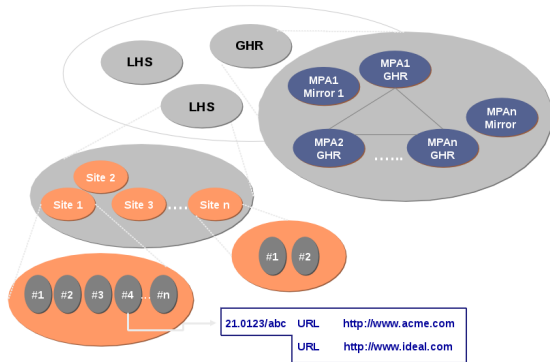 GHR
LHS
LHS
MPA1
GHR
MPA1
Mirror 1
MPAn
Mirror
MPA2
GHR
......
MPAn
GHR
Site 2
Site 1
Site 3
....
Site n
#1
#2
#1
#2
#3
#4
...
#n
21.0123/abc URL http://www.acme.com
URL http://www.ideal.com